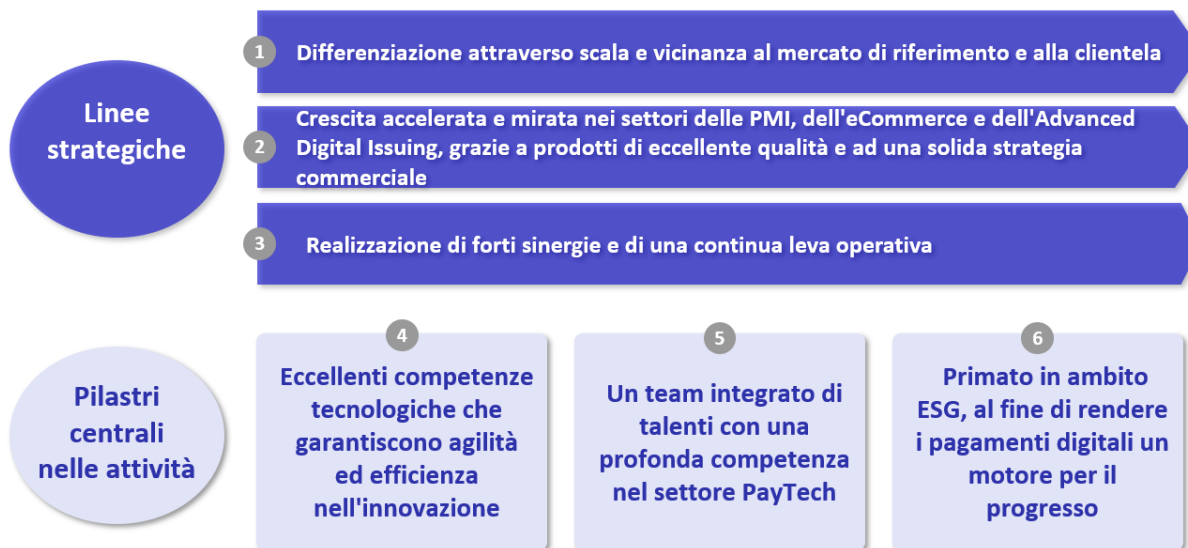 Linee
strategiche
1
Differenziazione attraverso scala e vicinanza al mercato di riferimento e alla clientela
2
Crescita accelerata e mirata nei settori delle PMI, dell'eCommerce e dell'Advanced
Digital Issuing, grazie a prodotti di eccellente qualità e ad una solida strategia
commerciale
3
Realizzazione di forti sinergie e di una continua leva operativa
Pilastri
centrali
nelle attività
4
Eccellenti competenze
tecnologiche che
garantiscono agilità
ed efficienza
nell'innovazione
5
Un team integrato di
talenti con una
profonda competenza
nel settore PayTech
6
Primato in ambito
ESG, al fine di rendere
i pagamenti digitali un
motore per il
progresso